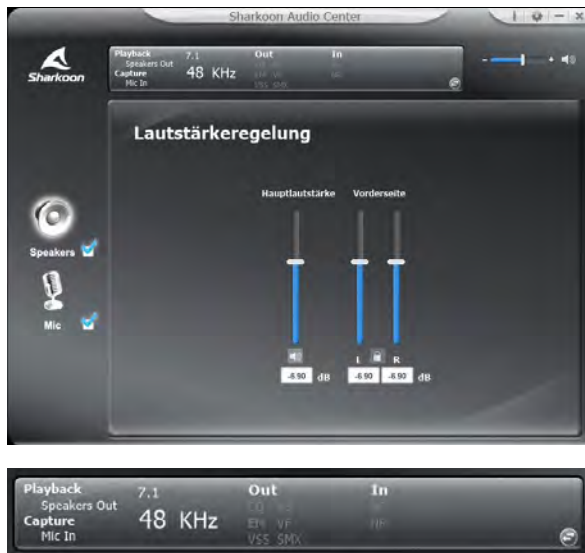 Sharkoon Audio Center
Sharkoon
Playback 7.1 Out In
Speakers Out
Capture 48 KHz
Mic In VSS SMX
- +
Lautstärkeregelung
Hauptlautstärke Vorderseite
Speakers
Mic
L R
-6.90 dB -6.90 -6.90 dB
Playback 7.1 Out In
Speakers Out
Capture 48 KHz EM VF
Mic In VSS SMX